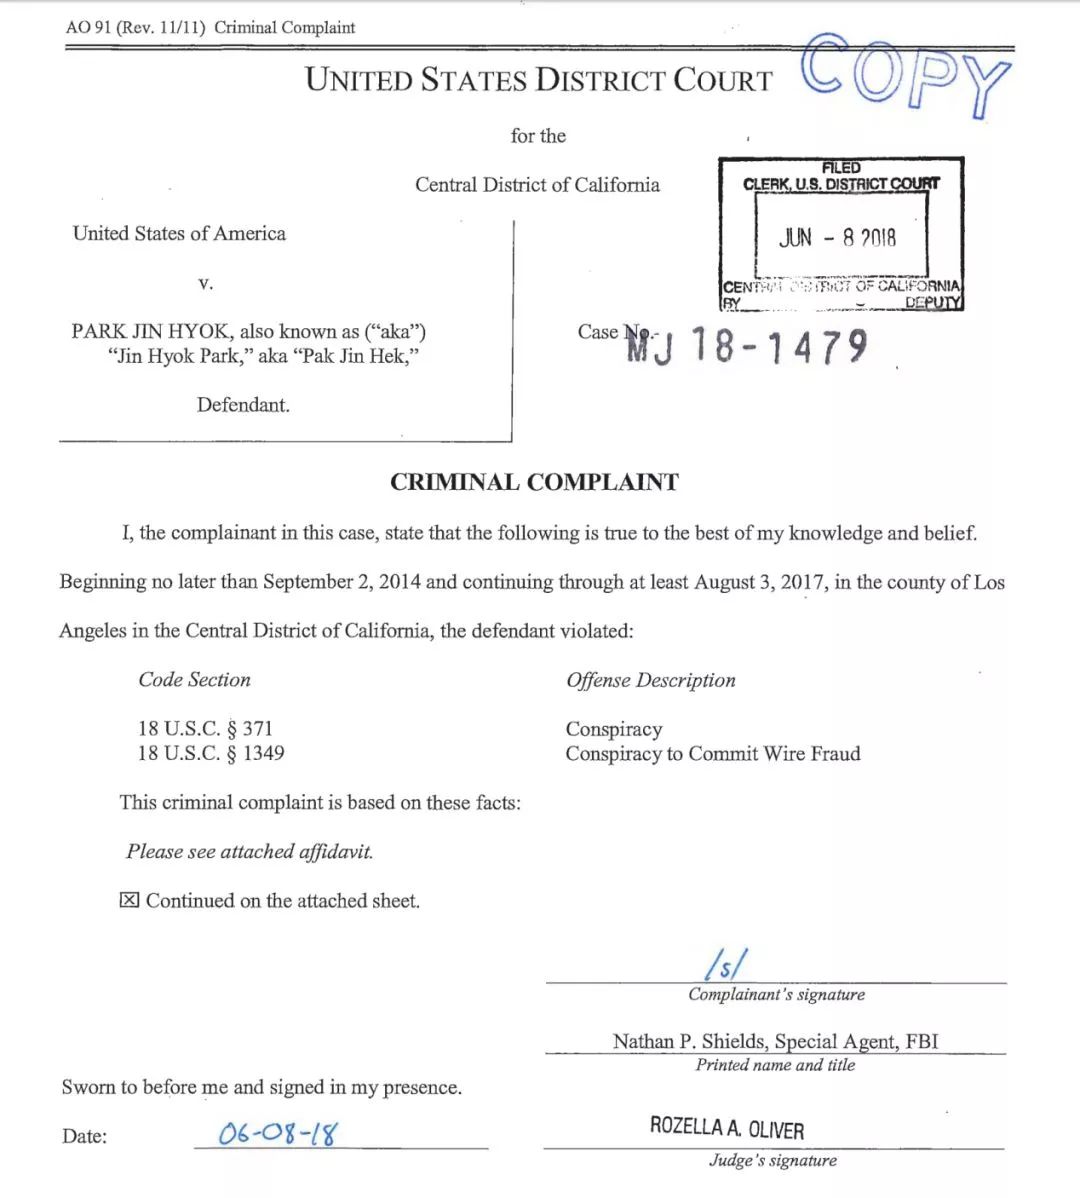 AO 91 (Rev. 11/11) Criminal Complaint
COPY
UNITED STATES DISTRICT COURT
for the
Central District of California
FILED
CLERK, U.S. DISTRICT COURT
JUN - 8 2018
CENTRAL DISTRICT OF CALIFORNIA
BY DEPUTY
United States of America
v.
PARK JIN HYOK, also known as (“aka”)
“Jin Hyok Park,” aka “Pak Jin Hek,”
Defendant.
Case No.
MJ 18-1479
CRIMINAL COMPLAINT
I, the complainant in this case, state that the following is true to the best of my knowledge and belief.
Beginning no later than September 2, 2014 and continuing through at least August 3, 2017, in the county of Los
Angeles in the Central District of California, the defendant violated:
Code Section Offense Description
18 U.S.C. § 371 Conspiracy
18 U.S.C. § 1349 Conspiracy to Commit Wire Fraud
This criminal complaint is based on these facts:
Please see attached affidavit.
☒ Continued on the attached sheet.
/s/
Complainant’s signature
Nathan P. Shields, Special Agent, FBI
Printed name and title
Sworn to before me and signed in my presence.
Date: 06-08-18
ROZELLA A. OLIVER
Judge’s signature